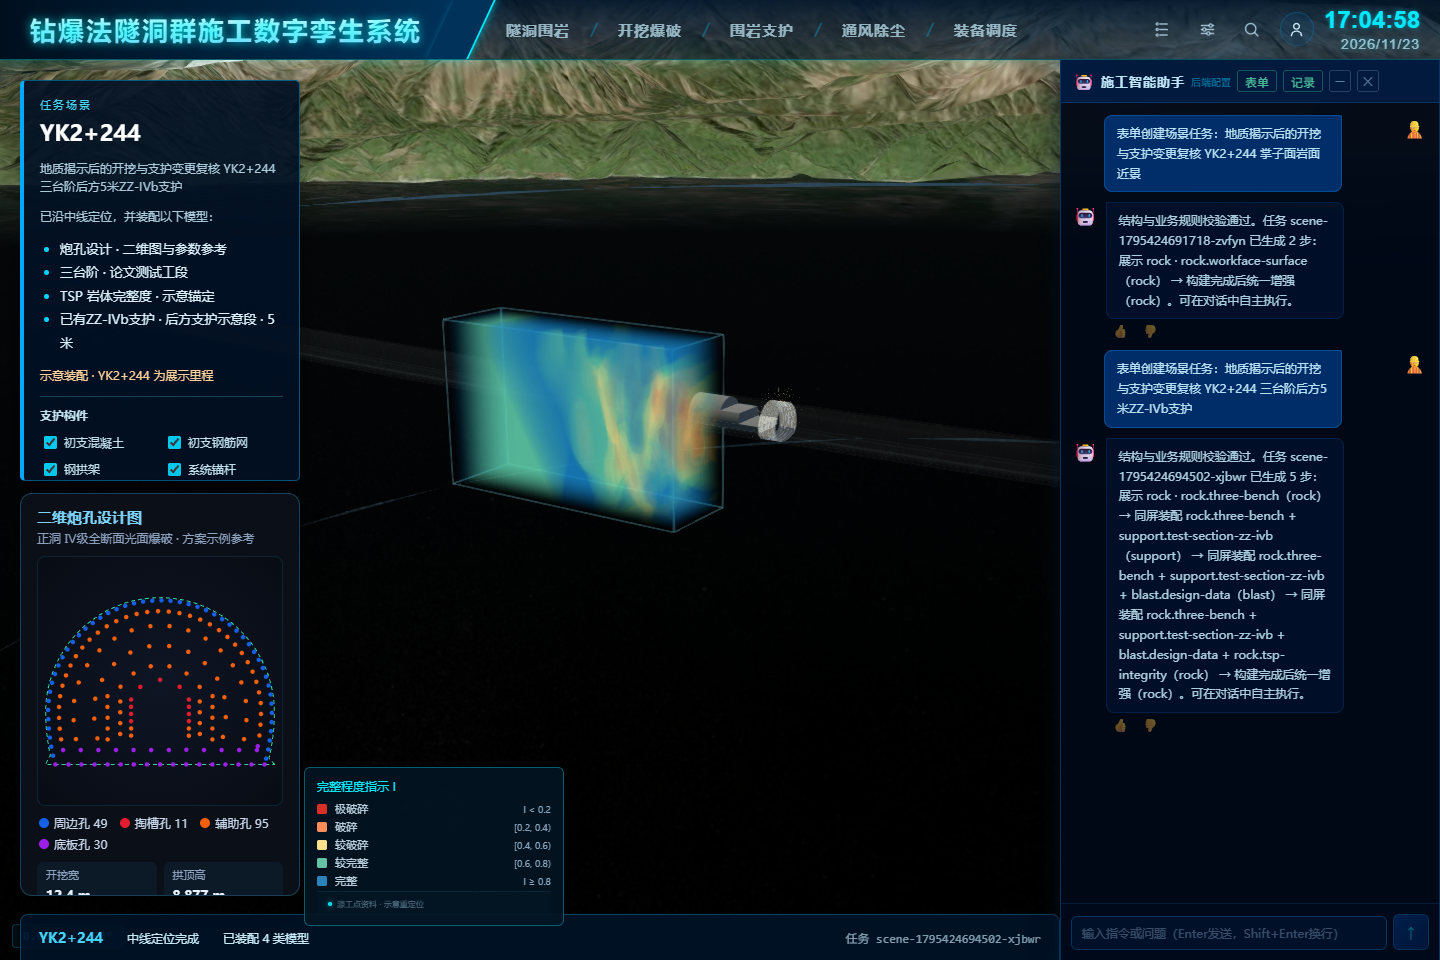 钻爆法隧洞群施工数字孪生系统
隧洞围岩 / 开挖爆破 / 围岩支护 / 通风除尘 / 装备调度
17:04:58
2026/11/23
任务场景
YK2+244
地质揭示后的开挖与支护变更复核 YK2+244
三台阶后方5米ZZ-IVb支护
已沿中线定位，并装配以下模型：
炮孔设计 · 二维图与参数参考
三台阶 · 论文测试工段
TSP 岩体完整度 · 示意锚定
已有ZZ-IVb支护 · 后方支护示意段 · 5
米
示意装配 · YK2+244 为展示里程
支护构件
初支混凝土 初支钢筋网
钢拱架 系统锚杆
二维炮孔设计图
正洞 IV级全断面光面爆破 · 方案示例参考
周边孔 49 掏槽孔 11 辅助孔 95
底板孔 30
开挖宽 拱顶高
12.4 m 8.877 m
完整程度指示 I
极破碎 I < 0.2
破碎 [0.2, 0.4)
较破碎 [0.4, 0.6)
较完整 [0.6, 0.8)
完整 I ≥ 0.8
源工点资料 · 示意重定位
YK2+244 中线定位完成 已装配 4 类模型 任务 scene-1795424694502-xjbwr
施工智能助手 后端配置 表单 记录
表单创建场景任务：地质揭示后的开挖
与支护变更复核 YK2+244 掌子面岩面
近景
结构与业务规则校验通过。任务 scene-
1795424691718-zvfyn 已生成 2 步：
展示 rock · rock.workface-surface
（rock） → 构建完成后统一增强
（rock）。可在对话中自主执行。
表单创建场景任务：地质揭示后的开挖
与支护变更复核 YK2+244 三台阶后方5
米ZZ-IVb支护
结构与业务规则校验通过。任务 scene-
1795424694502-xjbwr 已生成 5 步：
展示 rock · rock.three-bench（rock）
→ 同屏装配 rock.three-bench +
support.test-section-zz-ivb
（support） → 同屏装配 rock.three-
bench + support.test-section-zz-ivb
+ blast.design-data（blast） → 同屏
装配 rock.three-bench +
support.test-section-zz-ivb +
blast.design-data + rock.tsp-
integrity（rock） → 构建完成后统一增
强（rock）。可在对话中自主执行。
输入指令或问题（Enter发送，Shift+Enter换行）